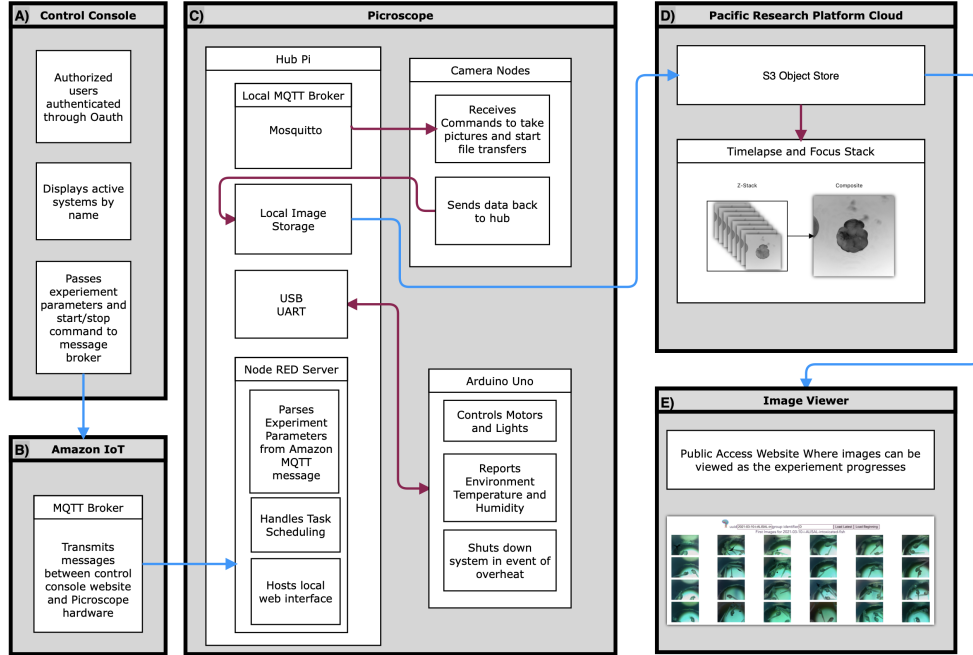 A) Control Console
Authorized
users
authenticated
through Oauth
Displays active
systems by
name
Passes
experiement
parameters and
start/stop
command to
message
broker
B) Amazon IoT
MQTT Broker
Transmits
messages
between control
console website
and Picroscope
hardware
C) Picroscope
Hub Pi
Local MQTT Broker
Mosquitto
Local Image
Storage
USB
UART
Node RED Server
Parses
Experiment
Parameters
from Amazon
MQTT
message
Handles Task
Scheduling
Hosts local
web interface
Camera Nodes
Receives
Commands to take
pictures and start
file transfers
Sends data back
to hub
Arduino Uno
Controls Motors
and Lights
Reports
Environment
Temperature and
Humidity
Shuts down
system in event of
overheat
D) Pacific Research Platform Cloud
S3 Object Store
Timelapse and Focus Stack
Z-Stack
Composite
E) Image Viewer
Public Access Website Where images can be
viewed as the experiement progresses